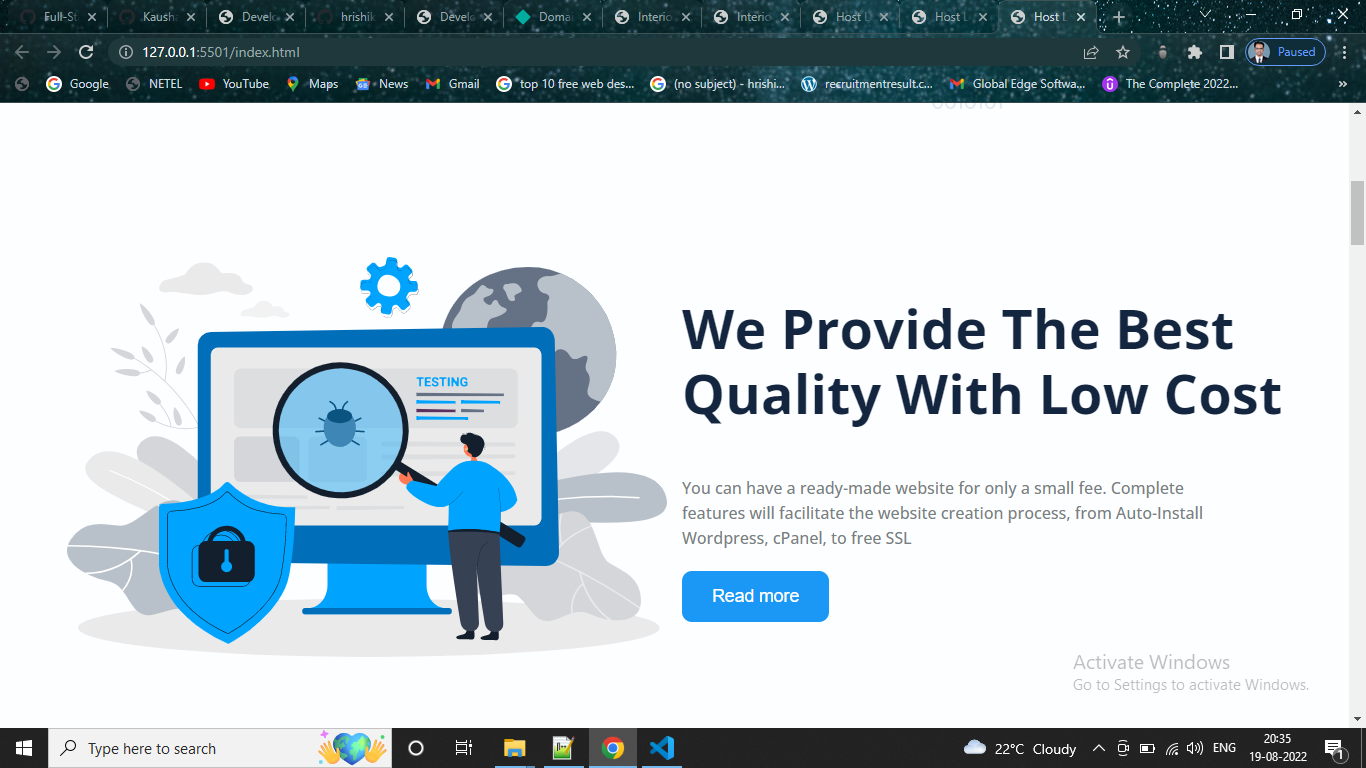 Full-St
Kausha
Develo
hrishik
Develo
Doma
Interio
Interio
Host D
Host L
Host L
127.0.0.1:5501/index.html
Paused
Google
NETEL
YouTube
Maps
News
Gmail
top 10 free web des...
(no subject) - hrishi...
recruitmentresult.c...
Global Edge Softwa...
The Complete 2022...
TESTING
We Provide The Best
Quality With Low Cost
You can have a ready-made website for only a small fee. Complete
features will facilitate the website creation process, from Auto-Install
Wordpress, cPanel, to free SSL
Read more
Activate Windows
Go to Settings to activate Windows.
Type here to search
22°C Cloudy
ENG
20:35
19-08-2022
1